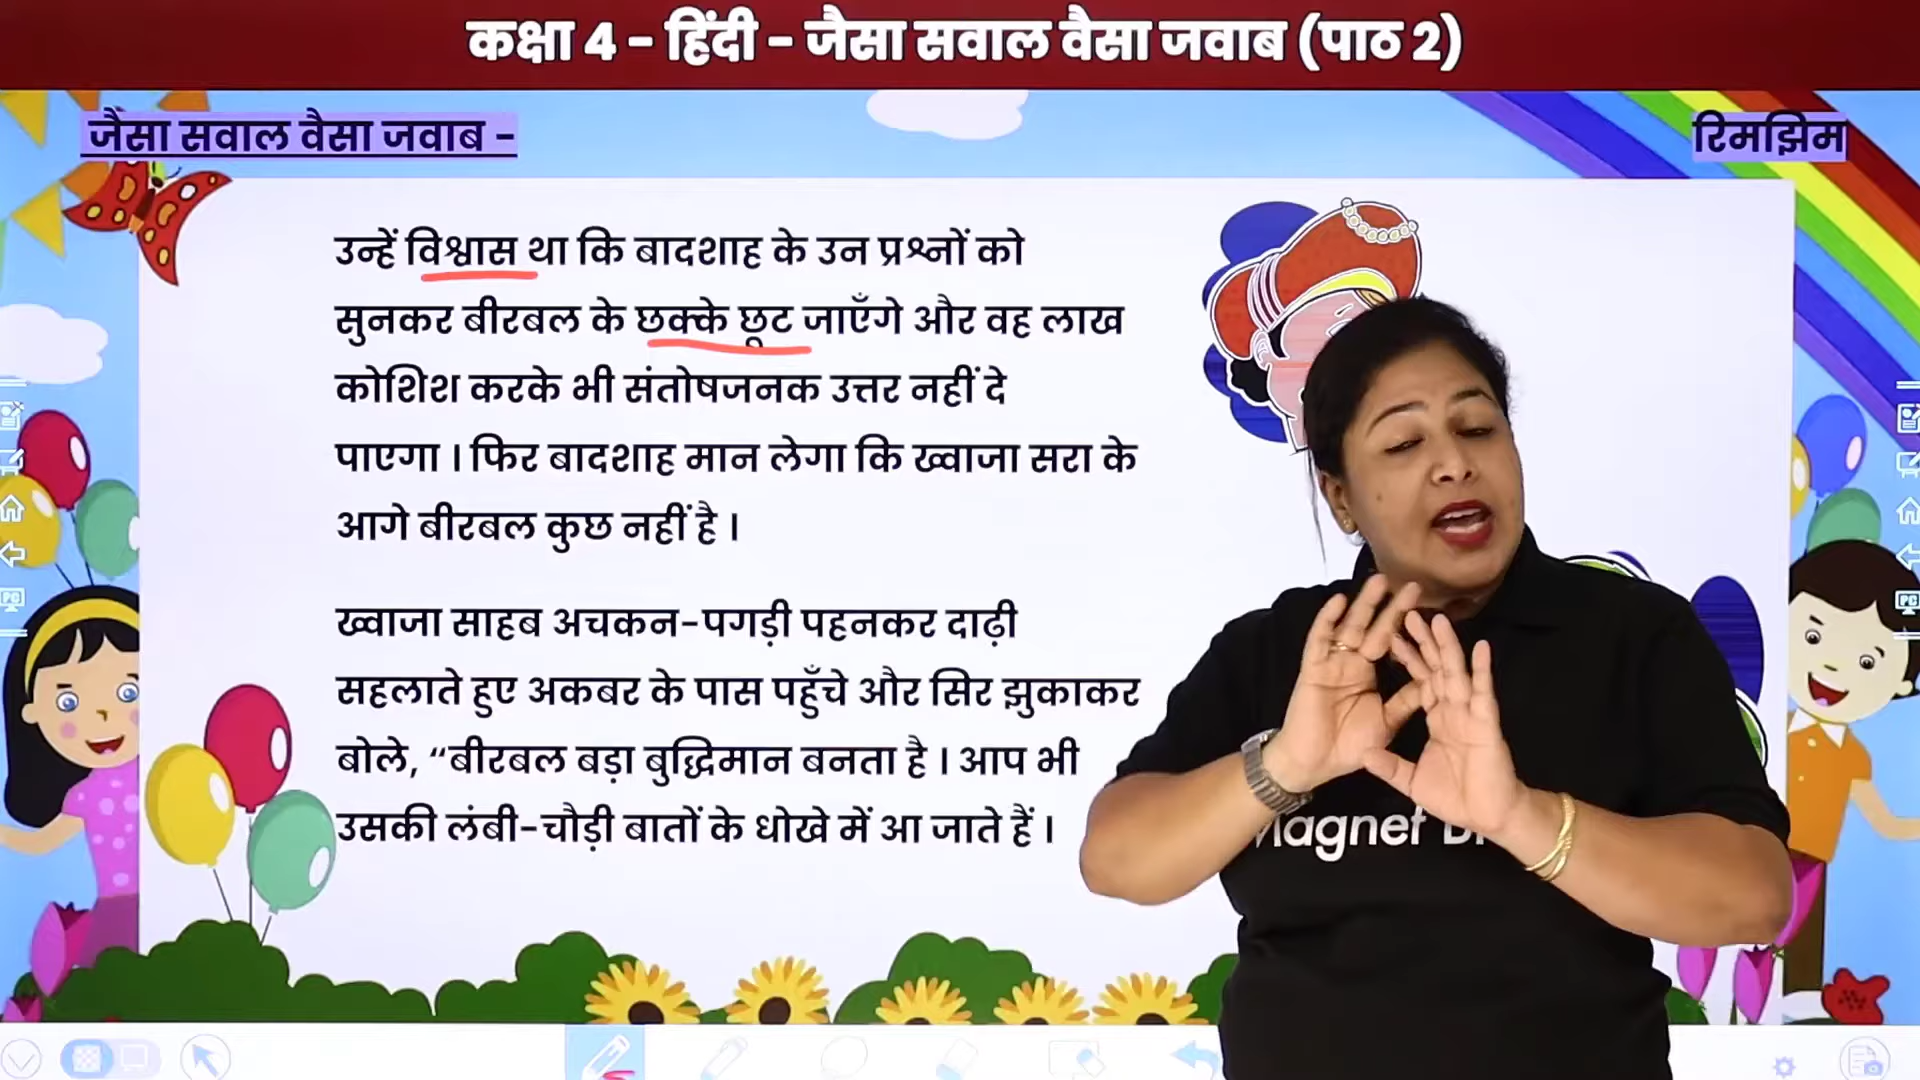 कक्षा 4 - हिंदी - जैसा सवाल वैसा जवाब (पाठ 2)
जैसा सवाल वैसा जवाब -
रिमझिम
उन्हें विश्वास था कि बादशाह के उन प्रश्नों को
सुनकर बीरबल के छक्के छूट जाएँगे और वह लाख
कोशिश करके भी संतोषजनक उत्तर नहीं दे
पाएगा । फिर बादशाह मान लेगा कि ख्वाजा सरा के
आगे बीरबल कुछ नहीं है ।
ख्वाजा साहब अचकन-पगड़ी पहनकर दाढ़ी
सहलाते हुए अकबर के पास पहुँचे और सिर झुकाकर
बोले, “बीरबल बड़ा बुद्धिमान बनता है । आप भी
उसकी लंबी-चौड़ी बातों के धोखे में आ जाते हैं ।
PC
PC